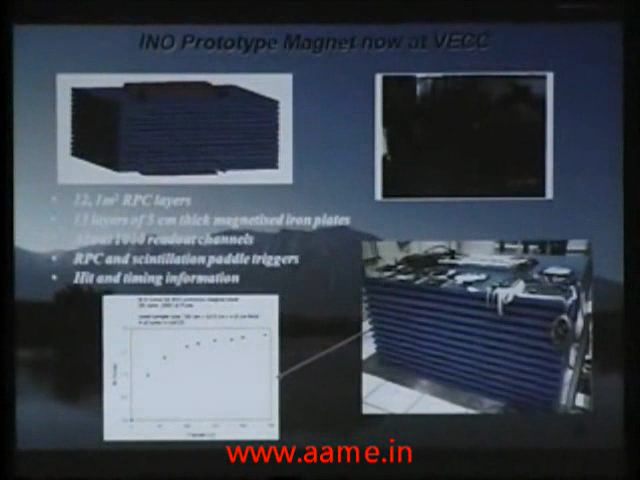 INO Prototype Magnet now at VECC
12, 1m² RPC layers
13 layers of 5 cm thick magnetised iron plates
About 1000 readout channels
RPC and scintillation paddle triggers
Hit and timing information
www.aame.in